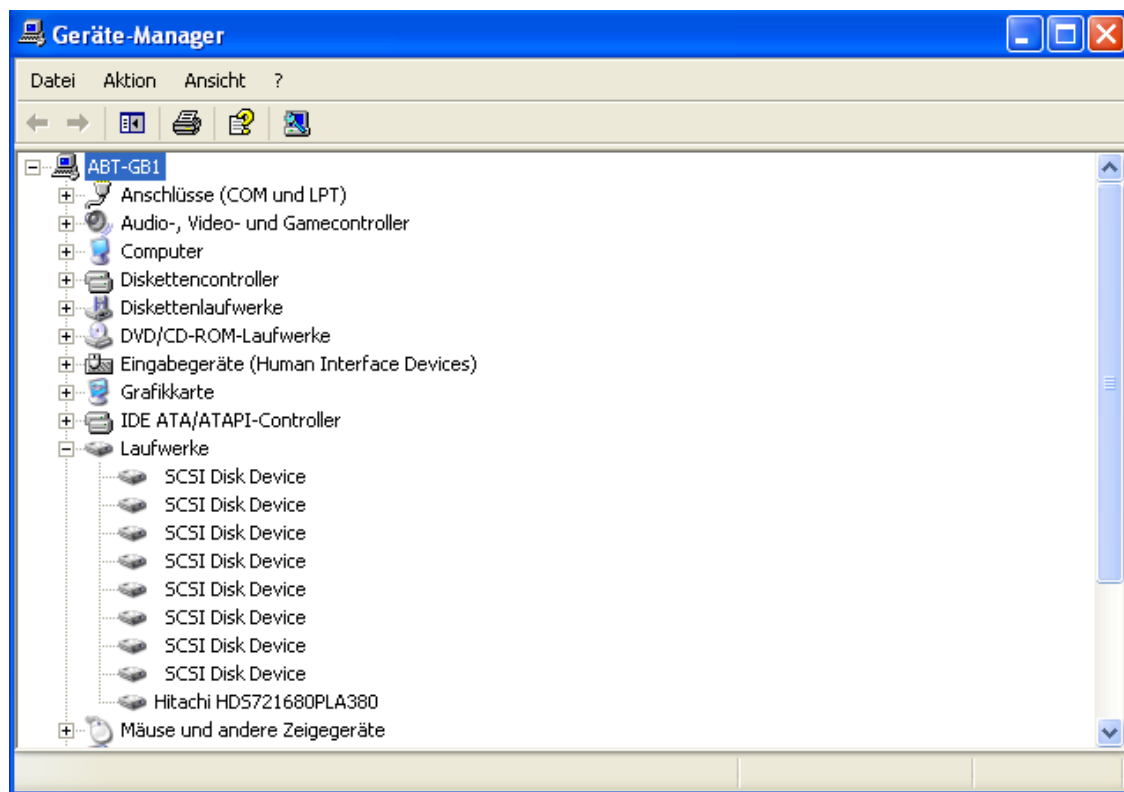 Geräte-Manager
Datei Aktion Ansicht ?
ABT-GB1
Anschlüsse (COM und LPT)
Audio-, Video- und Gamecontroller
Computer
Diskettencontroller
Diskettenlaufwerke
DVD/CD-ROM-Laufwerke
Eingabegeräte (Human Interface Devices)
Grafikkarte
IDE ATA/ATAPI-Controller
Laufwerke
SCSI Disk Device
SCSI Disk Device
SCSI Disk Device
SCSI Disk Device
SCSI Disk Device
SCSI Disk Device
SCSI Disk Device
SCSI Disk Device
Hitachi HDS721680PLA380
Mäuse und andere Zeigegeräte